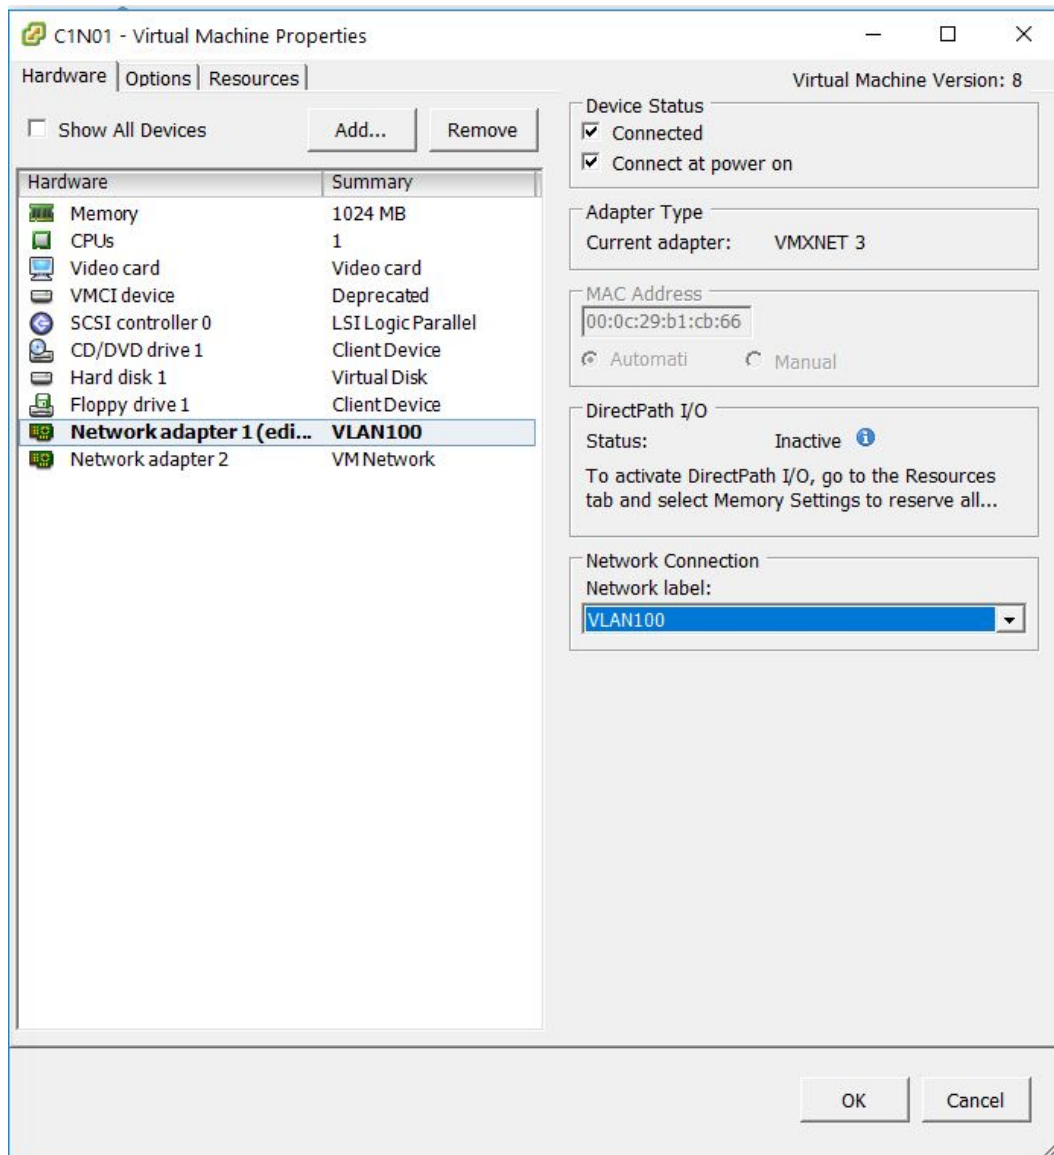 C1N01 - Virtual Machine Properties
Hardware Options Resources
Virtual Machine Version: 8
Show All Devices Add... Remove
Hardware Summary
Memory 1024 MB
CPUs 1
Video card Video card
VMCI device Deprecated
SCSI controller 0 LSI Logic Parallel
CD/DVD drive 1 Client Device
Hard disk 1 Virtual Disk
Floppy drive 1 Client Device
Network adapter 1 (edi... VLAN100
Network adapter 2 VM Network
Device Status
Connected
Connect at power on
Adapter Type
Current adapter: VMXNET 3
MAC Address
00:0c:29:b1:cb:66
Automati Manual
DirectPath I/O
Status: Inactive
To activate DirectPath I/O, go to the Resources
tab and select Memory Settings to reserve all...
Network Connection
Network label:
VLAN100
OK Cancel